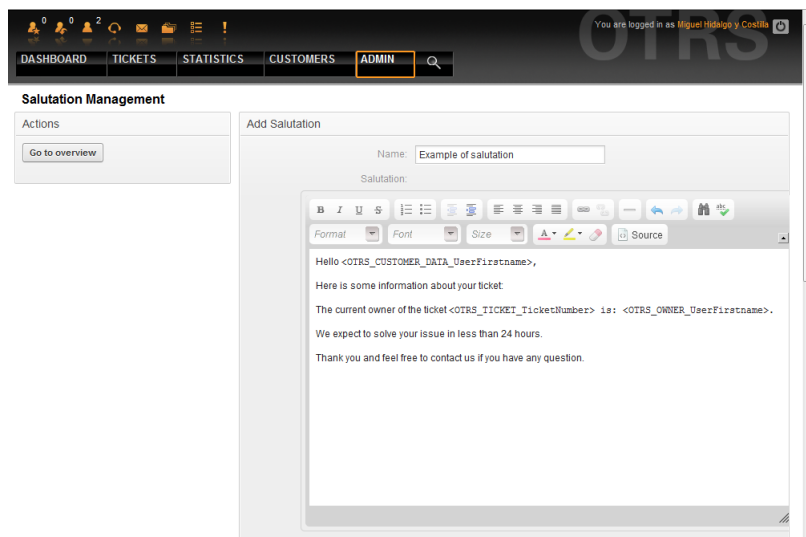 0 0 2
You are logged in as Miguel Hidalgo y Costilla
OTRS
DASHBOARD TICKETS STATISTICS CUSTOMERS ADMIN
Salutation Management
Actions
Go to overview
Add Salutation
Name: Example of salutation
Salutation:
B I U S abc
Format Font Size A Source
Hello <OTRS_CUSTOMER_DATA_UserFirstname>,
Here is some information about your ticket:
The current owner of the ticket <OTRS_TICKET_TicketNumber> is: <OTRS_OWNER_UserFirstname>.
We expect to solve your issue in less than 24 hours.
Thank you and feel free to contact us if you have any question.